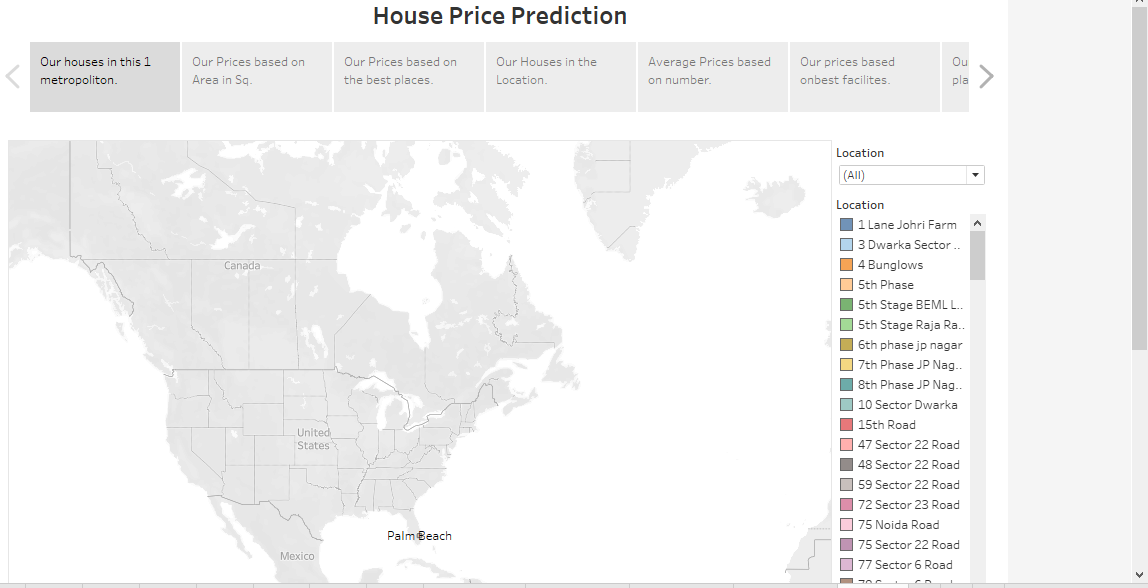 House Price Prediction
Our houses in this 1
metropoliton.
Our Prices based on
Area in Sq.
Our Prices based on
the best places.
Our Houses in the
Location.
Average Prices based
on number.
Our prices based
onbest facilites.
Ou
pla
Location
(All)
Location
1 Lane Johri Farm
3 Dwarka Sector ..
4 Bunglows
5th Phase
5th Stage BEML L..
5th Stage Raja Ra..
6th phase jp nagar
7th Phase JP Nag..
8th Phase JP Nag..
10 Sector Dwarka
15th Road
47 Sector 22 Road
48 Sector 22 Road
59 Sector 22 Road
72 Sector 23 Road
75 Noida Road
75 Sector 22 Road
77 Sector 6 Road
Canada
United
States
Palm Beach
Mexico